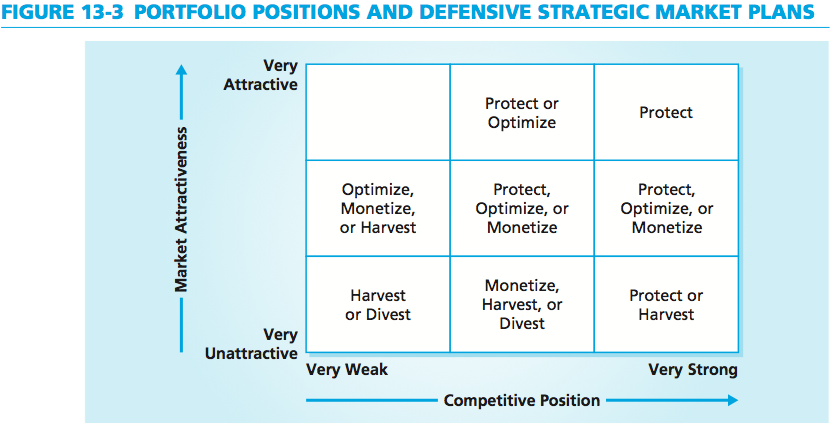 FIGURE 13-3 PORTFOLIO POSITIONS AND DEFENSIVE STRATEGIC MARKET PLANS
Very
Attractive
Market Attractiveness
Very
Unattractive
Protect or
Optimize
Protect
Optimize,
Monetize,
or Harvest
Protect,
Optimize, or
Monetize
Protect,
Optimize, or
Monetize
Harvest
or Divest
Monetize,
Harvest, or
Divest
Protect or
Harvest
Very Weak
Very Strong
Competitive Position